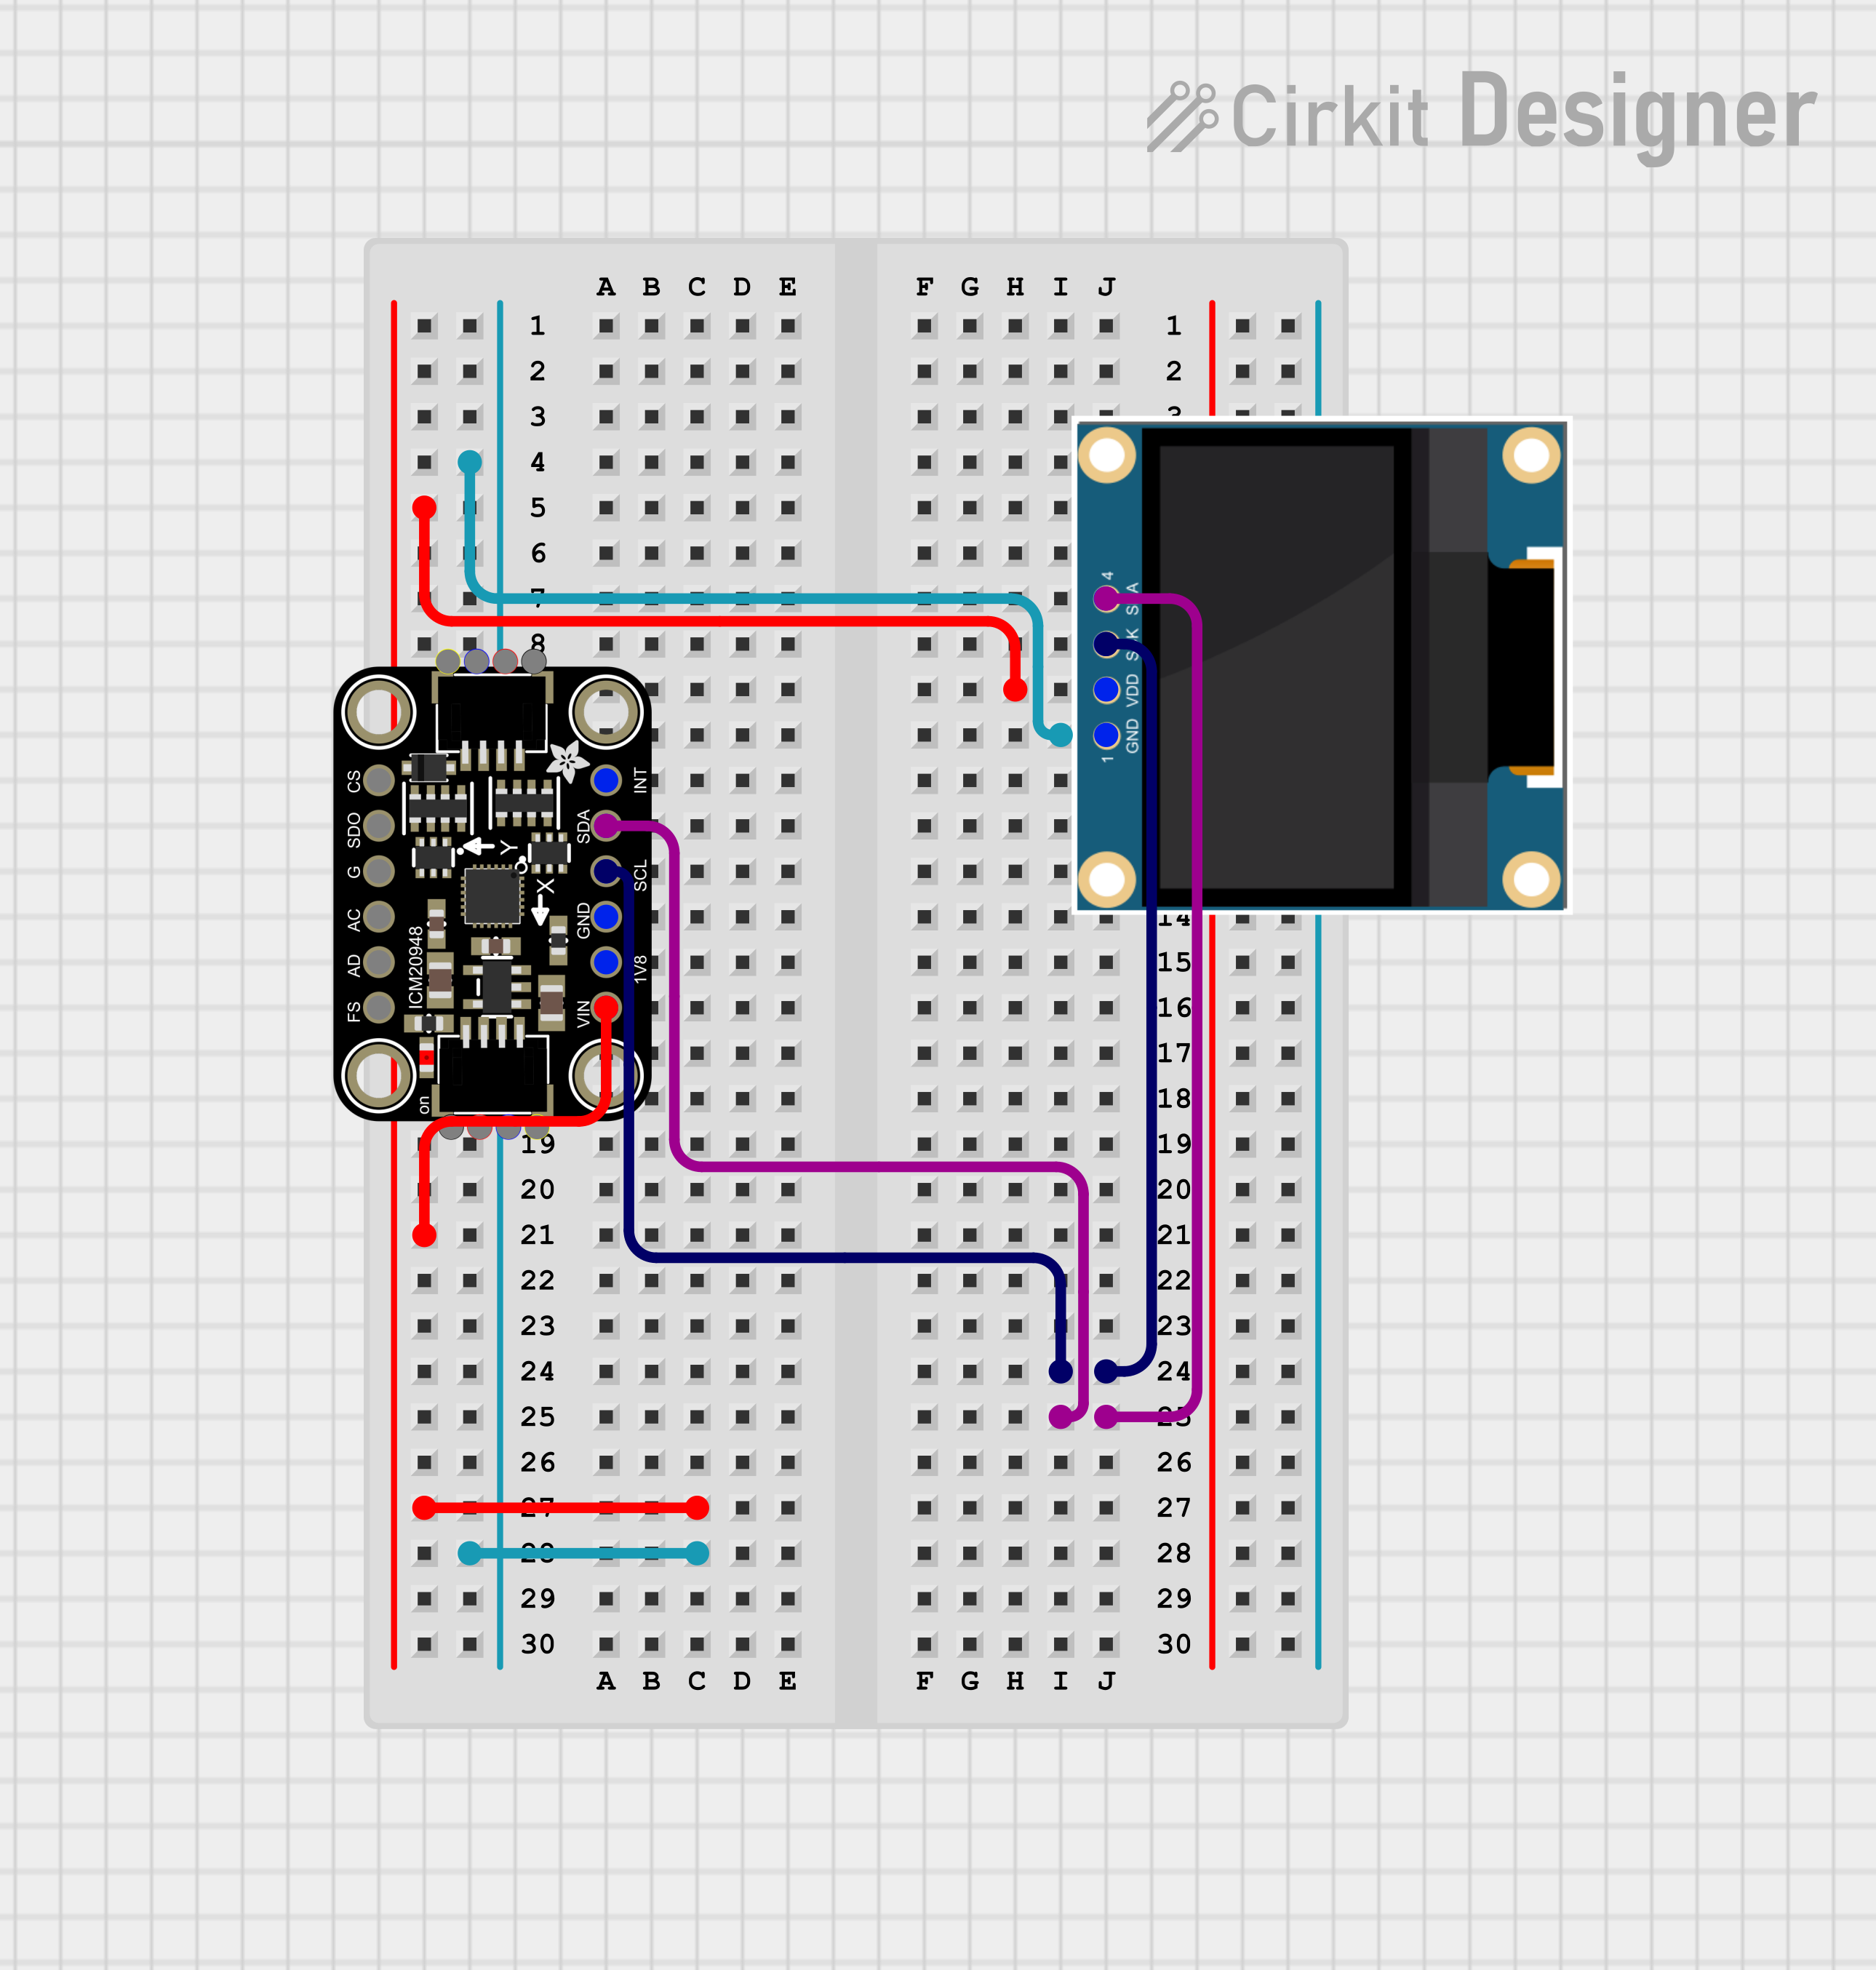 Cirkit Designer
A B C D E F G H I J
1 1
2 2
3 3
4
5
6
7
8
4
SDA
SCK
VDD
GND
1
CS
SDO
G
AC
AD
FS
ICM20948
on
Y
X
INT
SDA
SCL
GND
1V8
VIN
14
15
16
17
18
19 19
20 20
21 21
22 22
23 23
24 24
25 25
26 26
27 27
28 28
29 29
30 30
A B C D E F G H I J